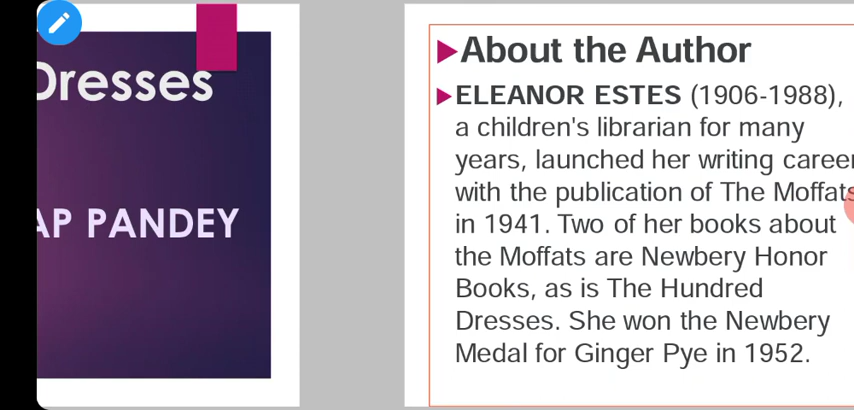 Dresses
AP PANDEY
About the Author
ELEANOR ESTES (1906-1988),
a children's librarian for many
years, launched her writing career
with the publication of The Moffats
in 1941. Two of her books about
the Moffats are Newbery Honor
Books, as is The Hundred
Dresses. She won the Newbery
Medal for Ginger Pye in 1952.